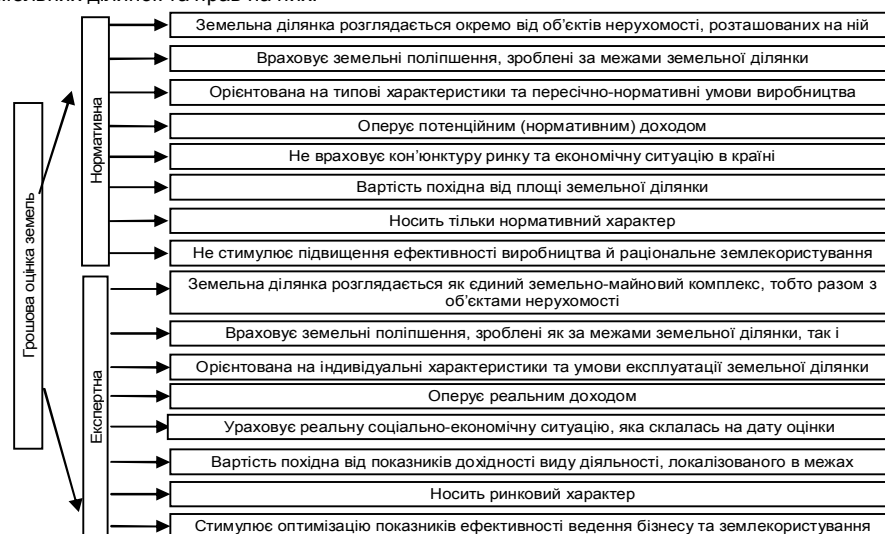 Земельна ділянка розглядається окремо від об’єктів нерухомості, розташованих на ній
Враховує земельні поліпшення, зроблені за межами земельної ділянки
Орієнтована на типові характеристики та пересічно-нормативні умови виробництва
Оперує потенційним (нормативним) доходом
Не враховує кон’юнктуру ринку та економічну ситуацію в країні
Вартість похідна від площі земельної ділянки
Носить тільки нормативний характер
Не стимулює підвищення ефективності виробництва й раціональне землекористування
Земельна ділянка розглядається як єдиний земельно-майновий комплекс, тобто разом з
об’єктами нерухомості
Враховує земельні поліпшення, зроблені як за межами земельної ділянки, так і
Орієнтована на індивідуальні характеристики та умови експлуатації земельної ділянки
Оперує реальним доходом
Ураховує реальну соціально-економічну ситуацію, яка склалась на дату оцінки
Вартість похідна від показників дохідності виду діяльності, локалізованого в межах
Носить ринковий характер
Стимулює оптимізацію показників ефективності ведення бізнесу та землекористування
Грошова оцінка земель
Нормативна
Експертна